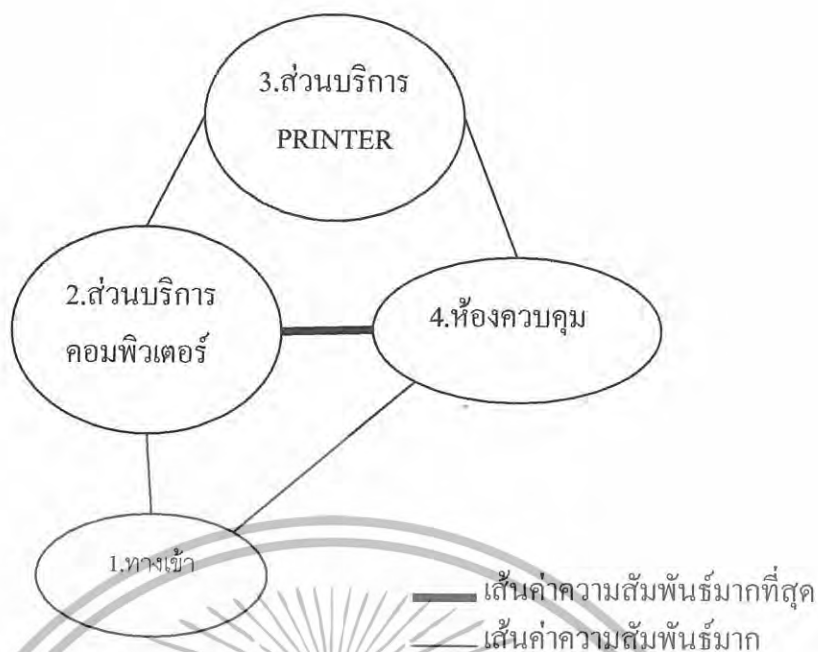 3.ส่วนบริการ
PRINTER
2.ส่วนบริการ
คอมพิวเตอร์
4.ห้องควบคุม
1.ทางเข้า
เส้นค่าความสัมพันธ์มากที่สุด
เส้นค่าความสัมพันธ์มาก